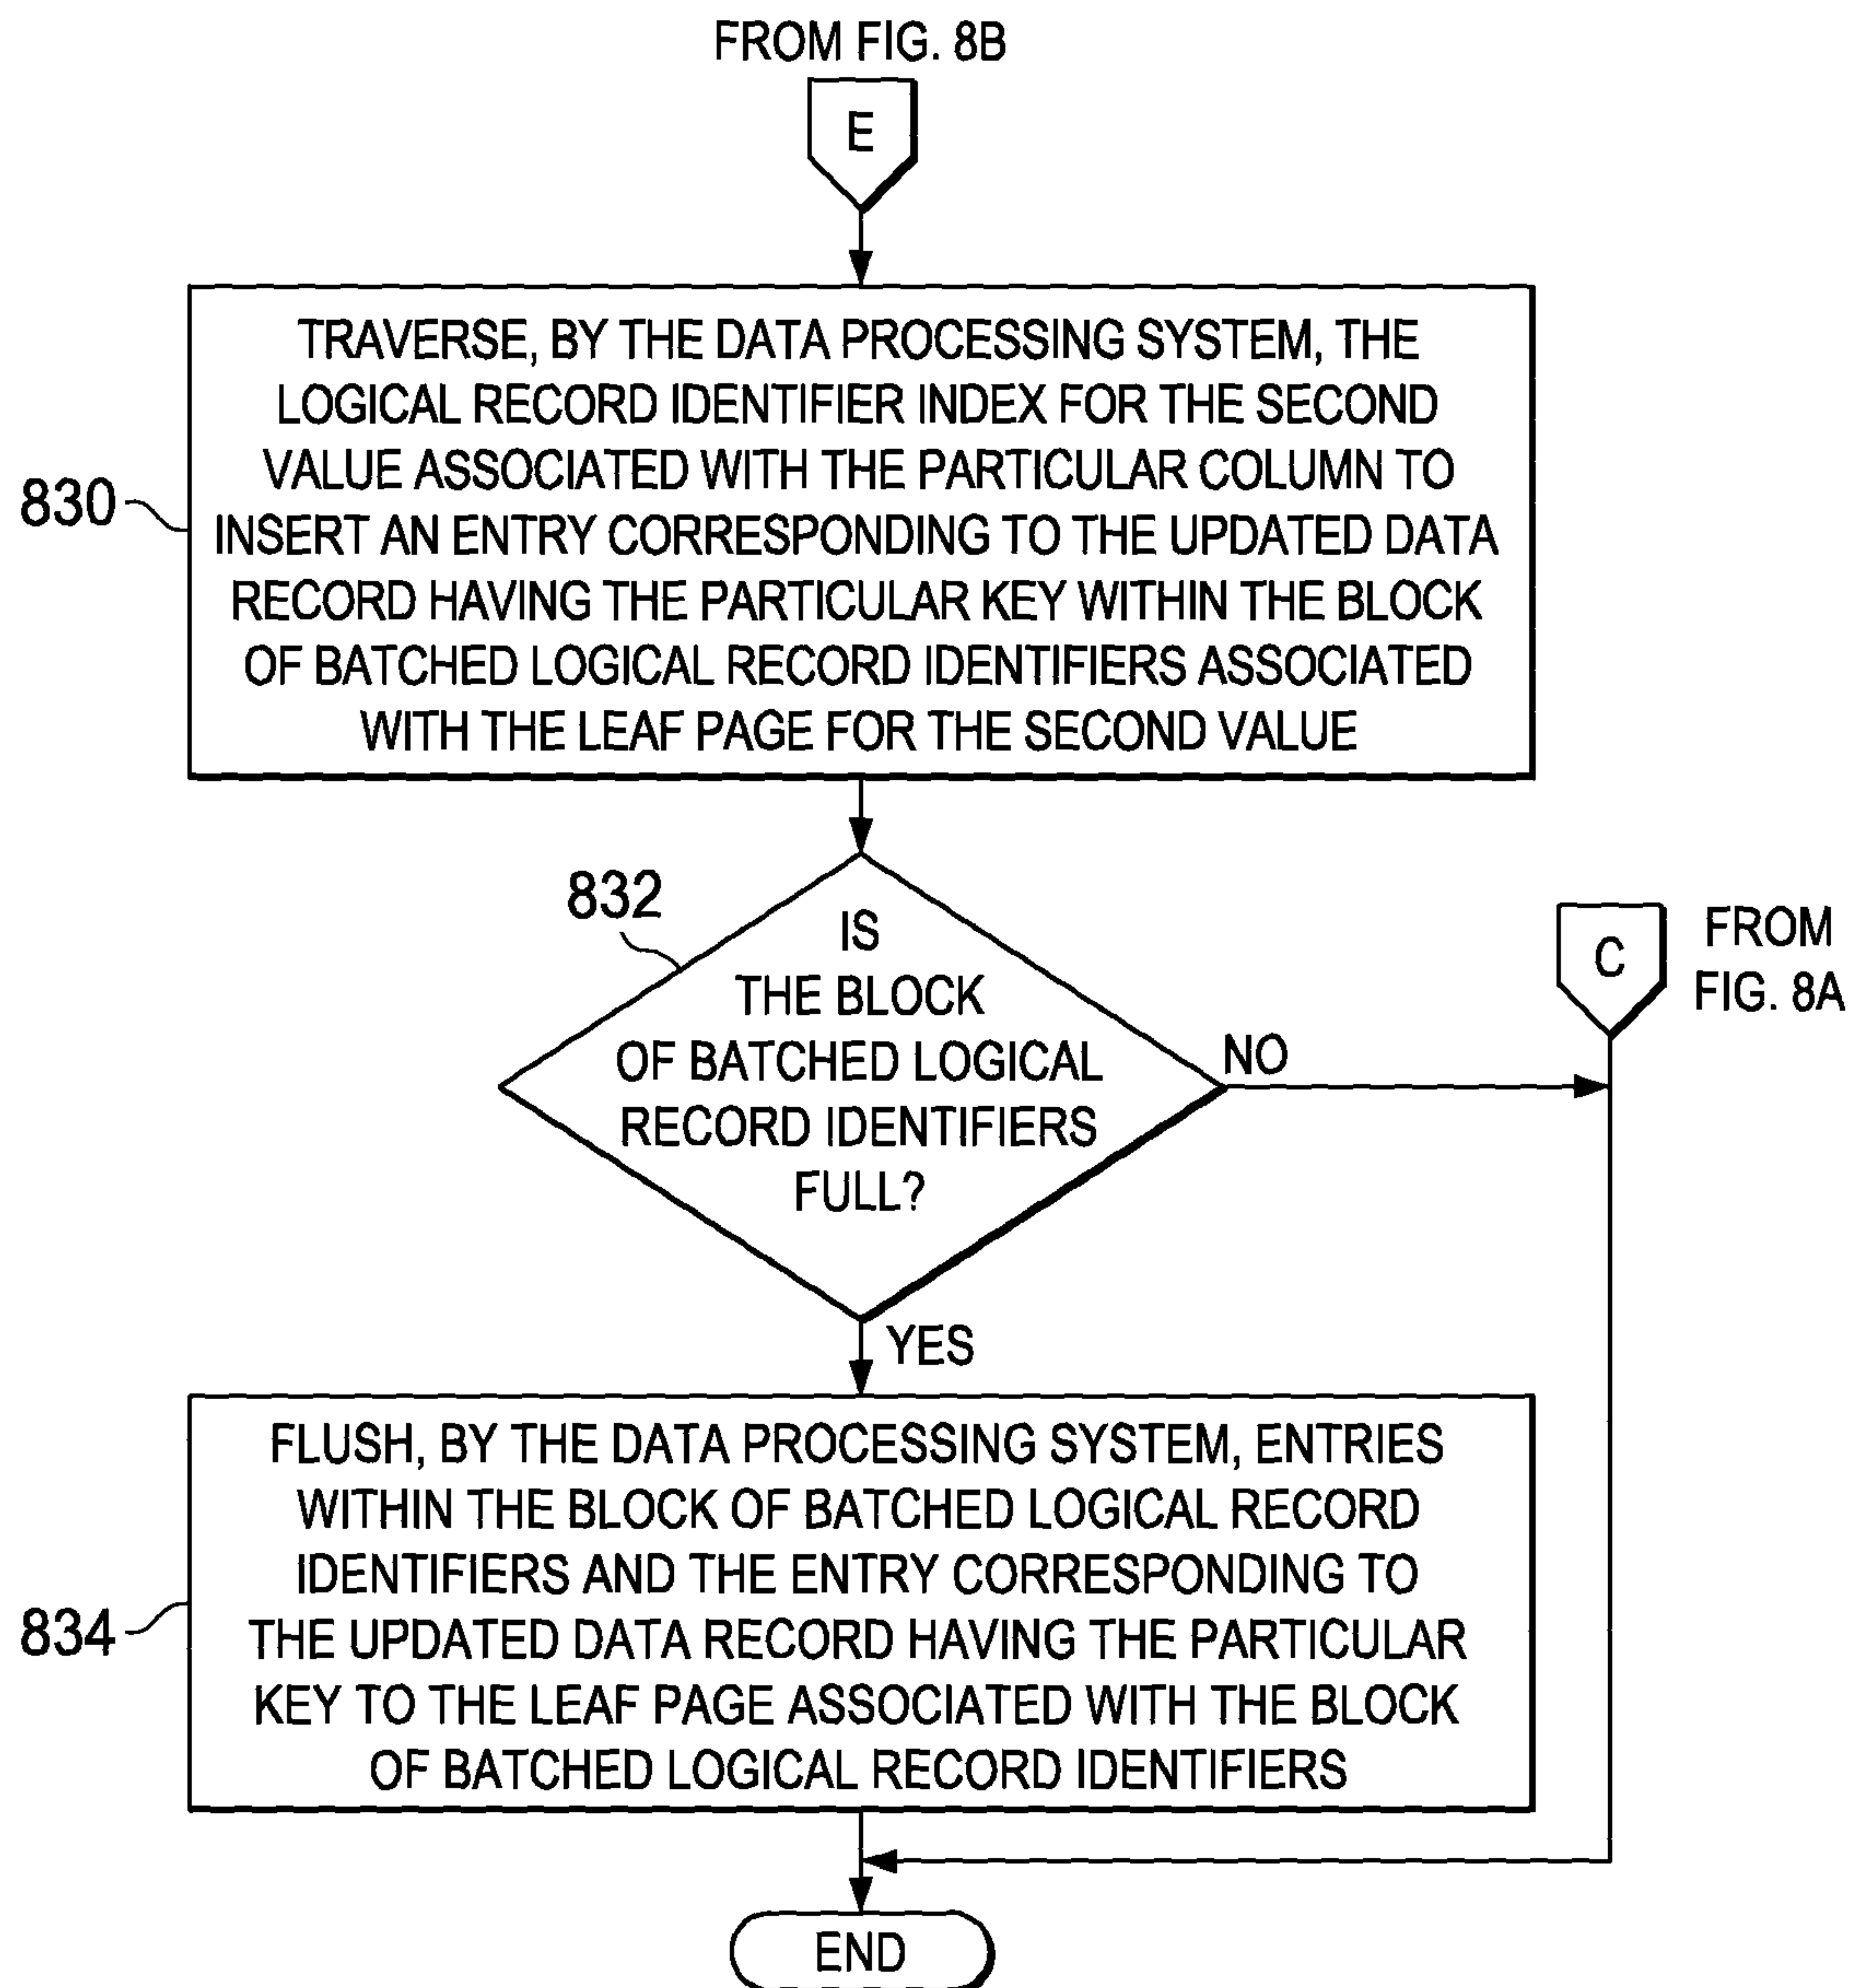 FROM FIG. 8B
E
TRAVERSE, BY THE DATA PROCESSING SYSTEM, THE
LOGICAL RECORD IDENTIFIER INDEX FOR THE SECOND
VALUE ASSOCIATED WITH THE PARTICULAR COLUMN TO
INSERT AN ENTRY CORRESPONDING TO THE UPDATED DATA
RECORD HAVING THE PARTICULAR KEY WITHIN THE BLOCK
OF BATCHED LOGICAL RECORD IDENTIFIERS ASSOCIATED
WITH THE LEAF PAGE FOR THE SECOND VALUE
830
832
IS
THE BLOCK
OF BATCHED LOGICAL
RECORD IDENTIFIERS
FULL?
NO
C
FROM
FIG. 8A
YES
FLUSH, BY THE DATA PROCESSING SYSTEM, ENTRIES
WITHIN THE BLOCK OF BATCHED LOGICAL RECORD
IDENTIFIERS AND THE ENTRY CORRESPONDING TO
THE UPDATED DATA RECORD HAVING THE PARTICULAR
KEY TO THE LEAF PAGE ASSOCIATED WITH THE BLOCK
OF BATCHED LOGICAL RECORD IDENTIFIERS
834
END